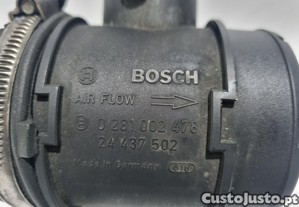 BOSCH
AIR FLOW
0 281 002 478
24 437 502
Made in Germany
CustoJusto.pt